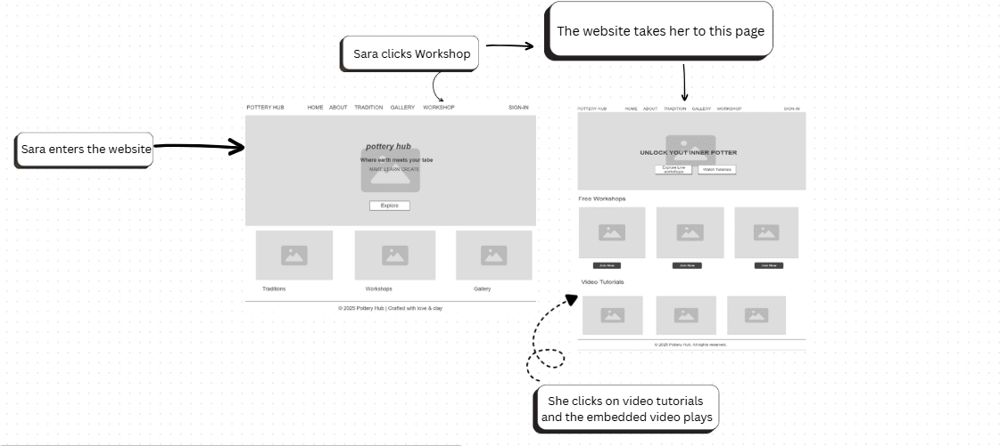 The website takes her to this page
Sara clicks Workshop
Sara enters the website
POTTERY HUB HOME ABOUT TRADITION GALLERY WORKSHOP SIGN-IN
pottery hub
Where earth meets your tabe
MAKE LEARN CREATE
Explore
Traditions Workshops Gallery
© 2025 Pottery Hub | Crafted with love & clay
POTTERY HUB HOME ABOUT TRADITION GALLERY WORKSHOP SIGN-IN
UNLOCK YOUT INNER POTTER
Explore Live
workshops
Watch Tutorials
Free Workshops
Join Now Join Now Join Now
Video Tutorials
© 2025 Pottery Hub. All rights reserved.
She clicks on video tutorials
and the embedded video plays